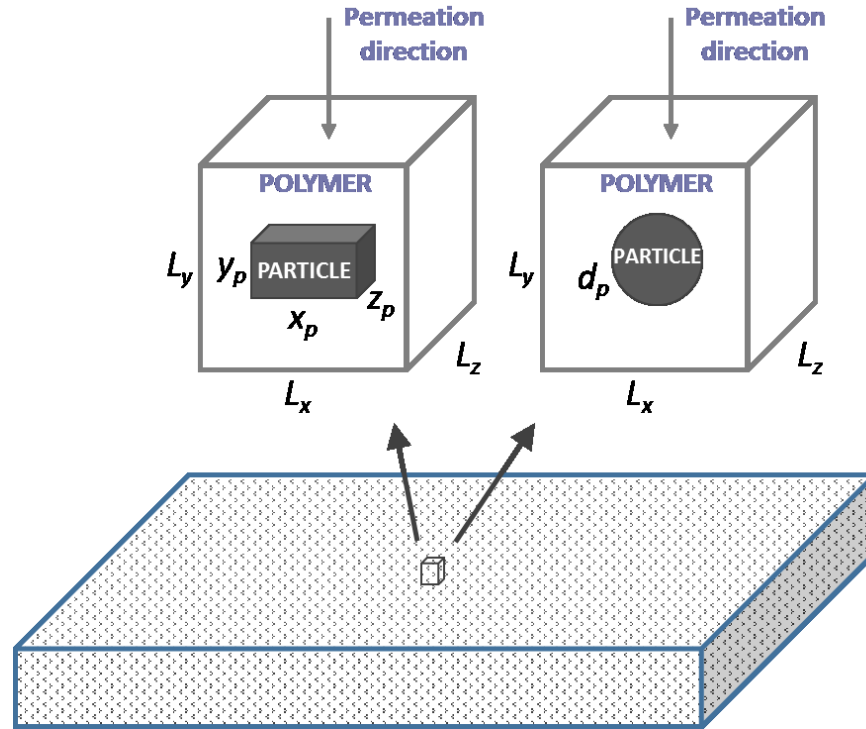 Permeation
direction
Permeation
direction
POLYMER
POLYMER
L_y
y_p
PARTICLE
x_p
z_p
L_x
L_z
L_y
d_p
PARTICLE
L_x
L_z